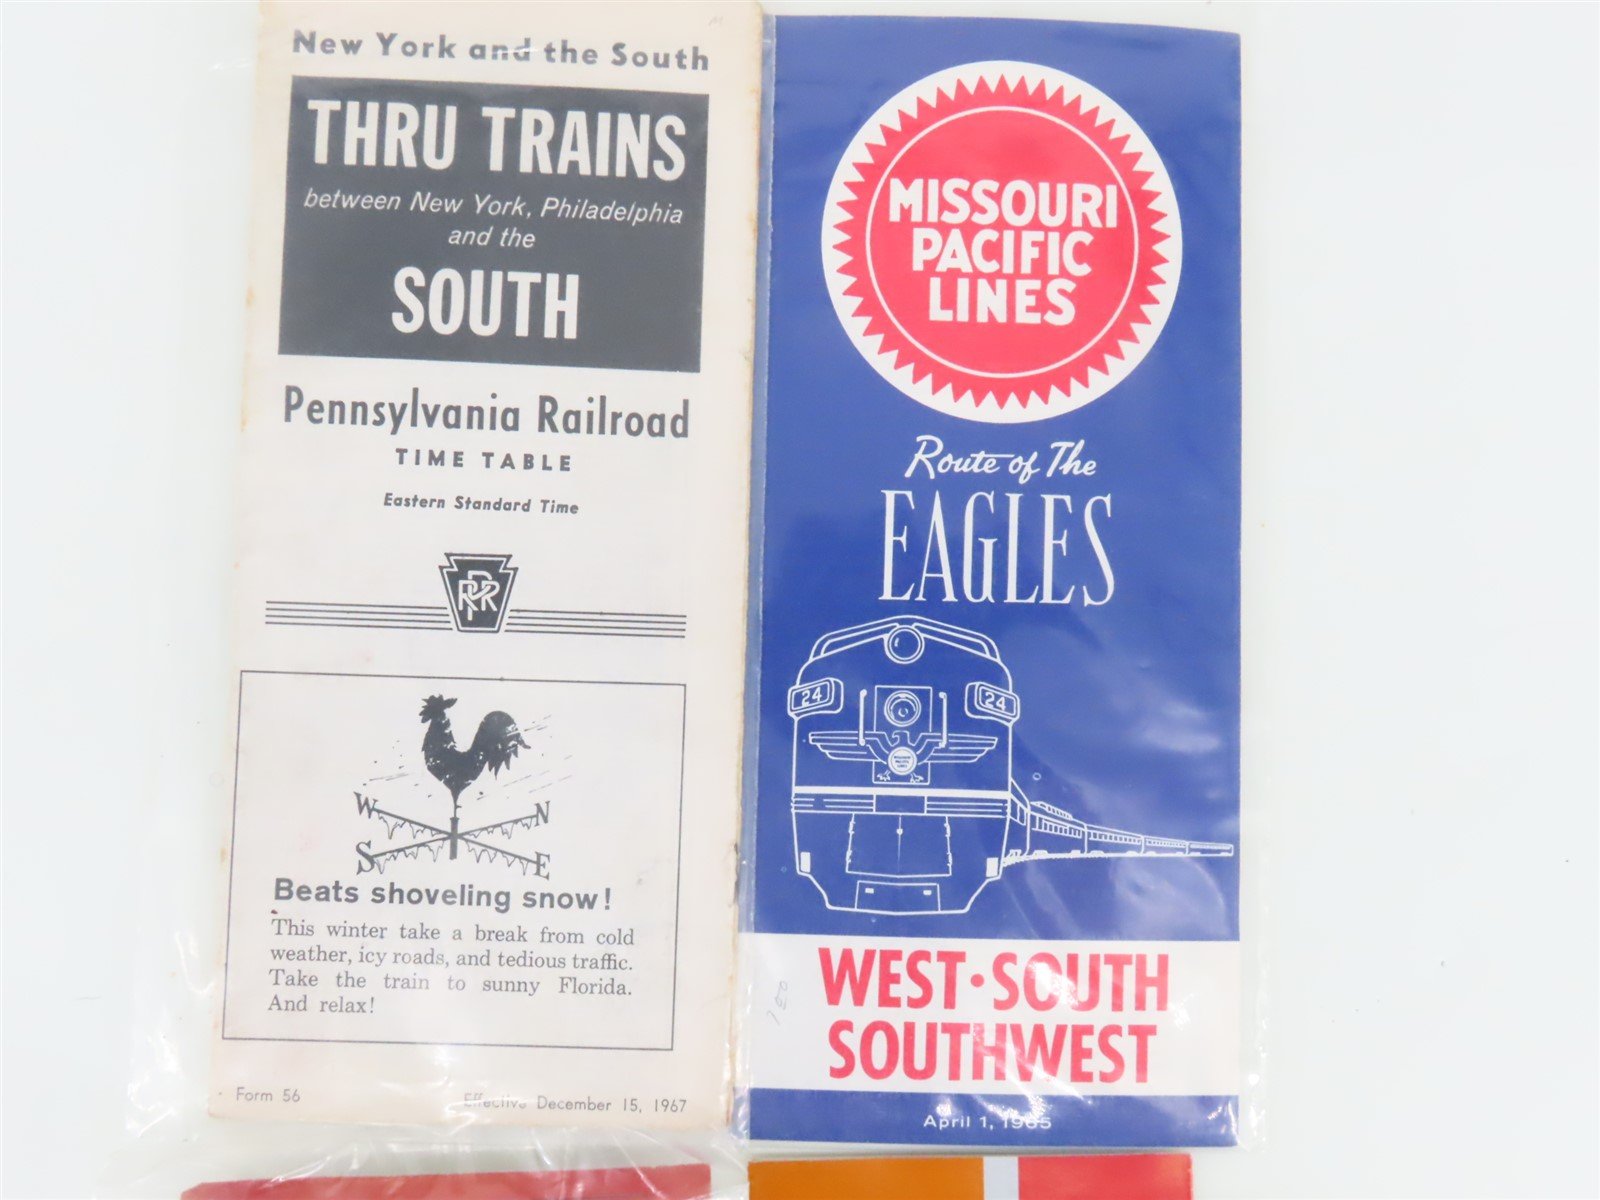 New York and the South
THRU TRAINS
between New York, Philadelphia
and the
SOUTH
Pennsylvania Railroad
TIME TABLE
Eastern Standard Time
PRR
W N
S E
Beats shoveling snow!
This winter take a break from cold
weather, icy roads, and tedious traffic.
Take the train to sunny Florida.
And relax!
Form 56 Effective December 15, 1967
MISSOURI
PACIFIC
LINES
Route of The
EAGLES
24 24
MISSOURI
PACIFIC
LINES
WEST·SOUTH
SOUTHWEST
April 1, 1965